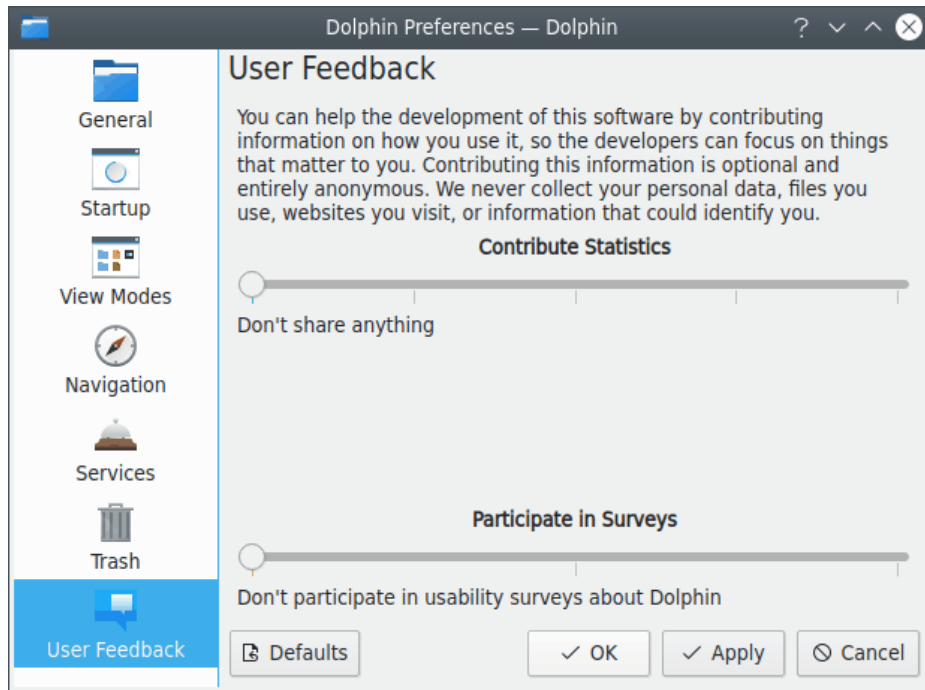 Dolphin Preferences — Dolphin
General
Startup
View Modes
Navigation
Services
Trash
User Feedback
User Feedback
You can help the development of this software by contributing
information on how you use it, so the developers can focus on things
that matter to you. Contributing this information is optional and
entirely anonymous. We never collect your personal data, files you
use, websites you visit, or information that could identify you.
Contribute Statistics
Don't share anything
Participate in Surveys
Don't participate in usability surveys about Dolphin
Defaults
OK
Apply
Cancel